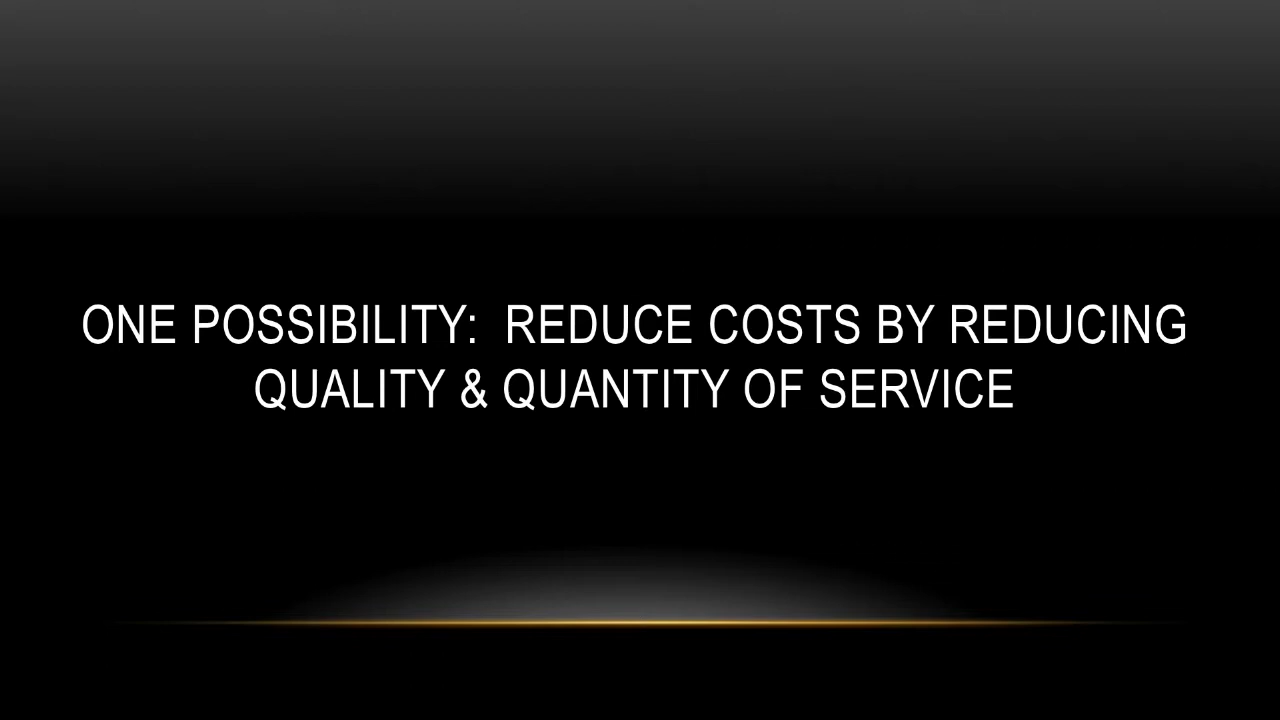 ONE POSSIBILITY:  REDUCE COSTS BY REDUCING
QUALITY & QUANTITY OF SERVICE